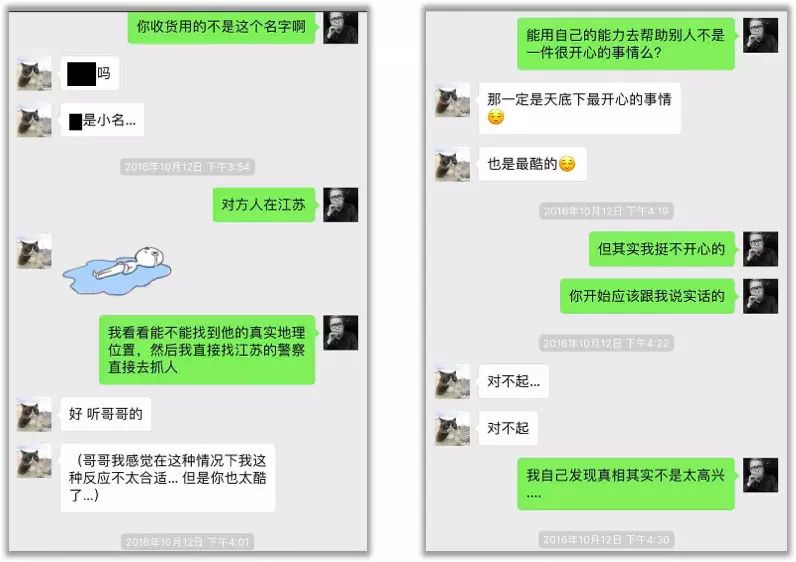 你收货用的不是这个名字啊
吗
是小名...
2016年10月12日 下午3:54
对方人在江苏
我看看能不能找到他的真实地理
位置，然后我直接找江苏的警察
直接去抓人
好 听哥哥的
（哥哥我感觉在这种情况下我这
种反应不太合适... 但是你也太酷
了...）
2016年10月12日 下午4:01
能用自己的能力去帮助别人不是
一件很开心的事情么?
那一定是天底下最开心的事情
也是最酷的
2016年10月12日 下午4:19
但其实我挺不开心的
你开始应该跟我说实话的
2016年10月12日 下午4:22
对不起...
对不起
我自己发现真相其实不是太高兴
....
2016年10月12日 下午4:30